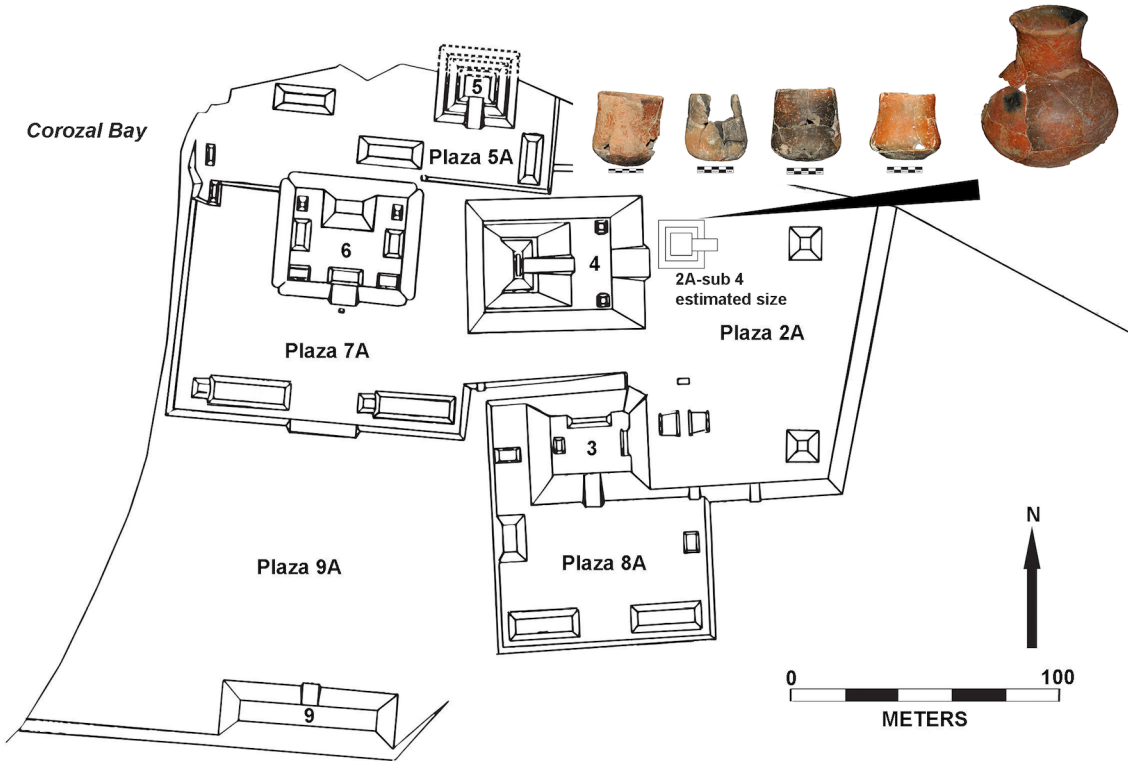 5
Corozal Bay
Plaza 5A
6
4
2A-sub 4
estimated size
Plaza 2A
Plaza 7A
3
N
Plaza 9A
Plaza 8A
0
100
9
METERS